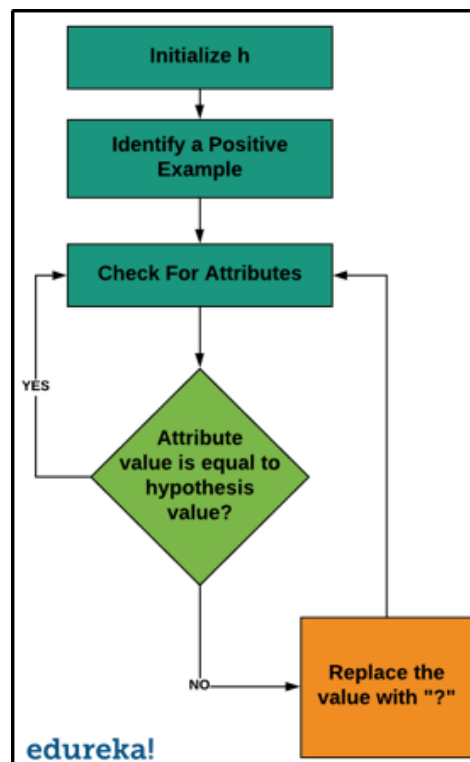 Initialize h
Identify a Positive
Example
Check For Attributes
YES
Attribute
value is equal to
hypothesis
value?
NO
Replace the
value with "?"
edureka!